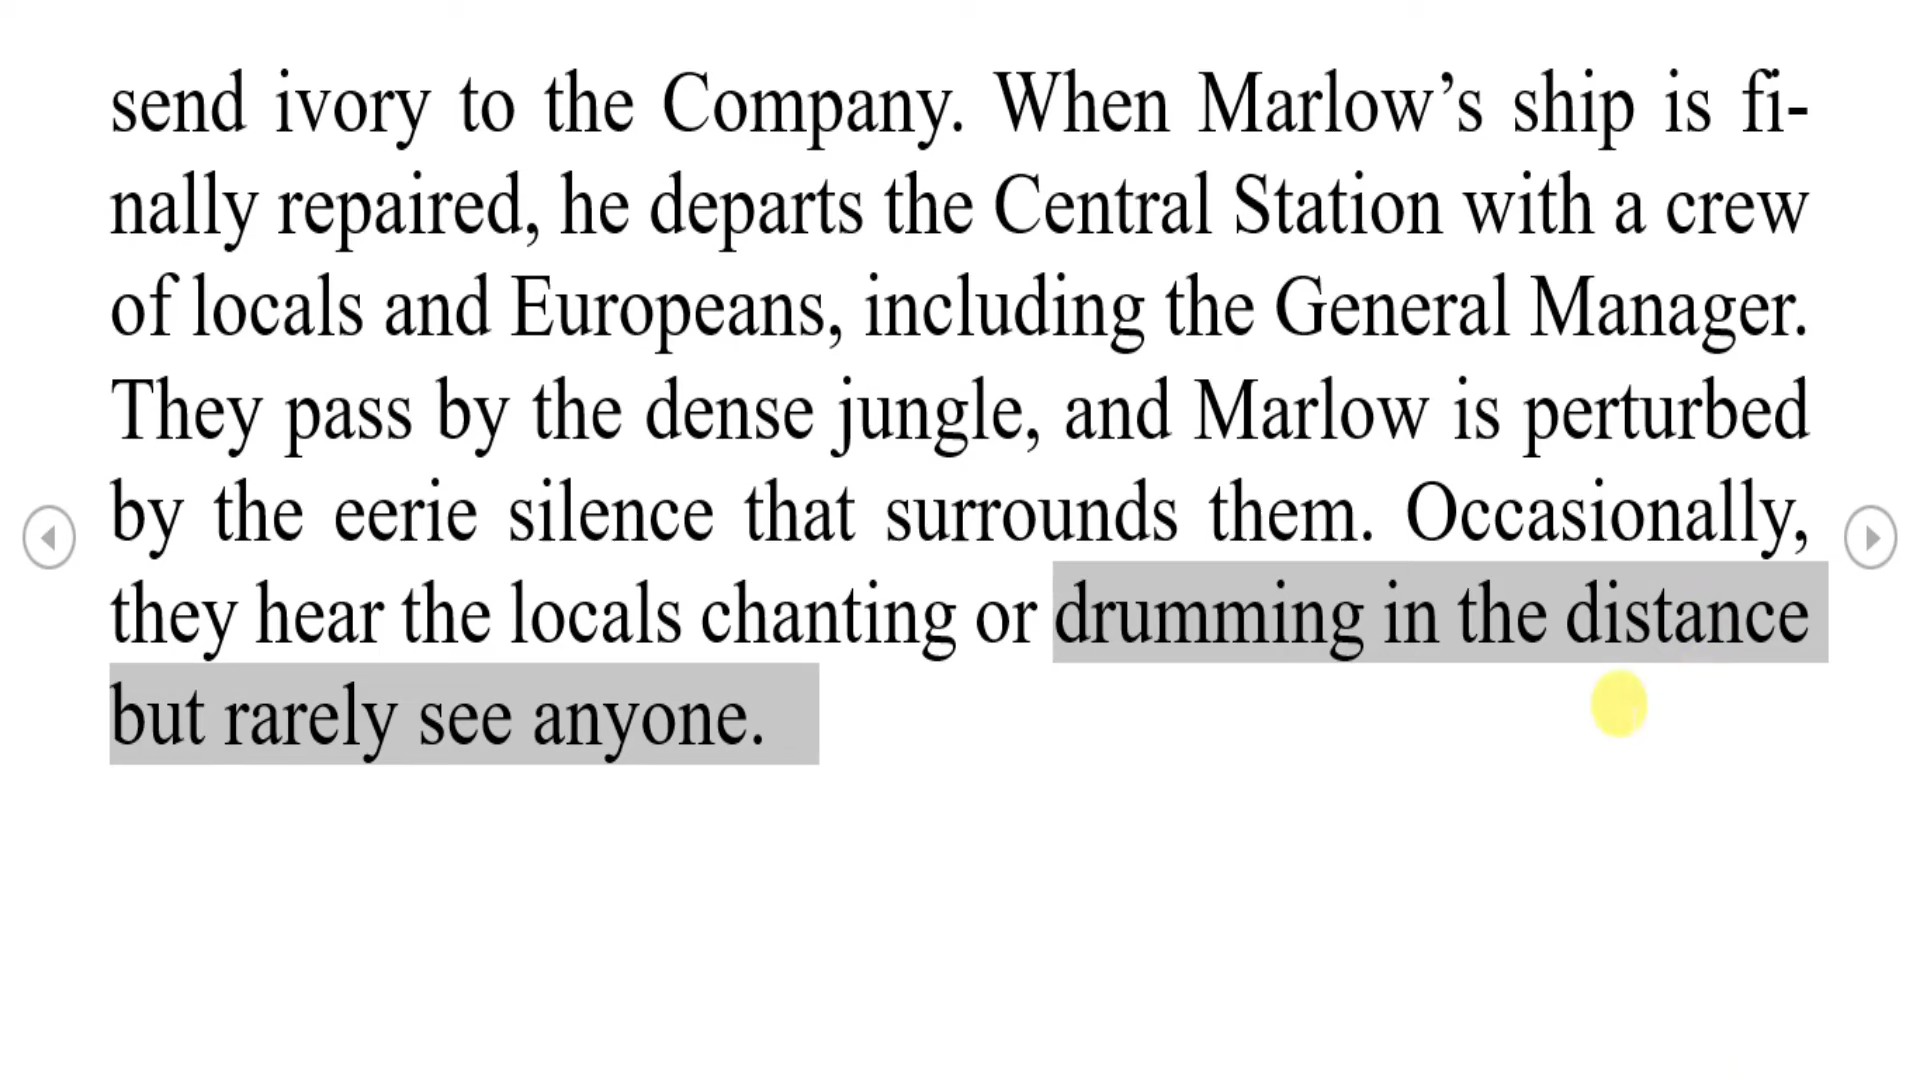 send ivory to the Company. When Marlow’s ship is fi-
nally repaired, he departs the Central Station with a crew
of locals and Europeans, including the General Manager.
They pass by the dense jungle, and Marlow is perturbed
by the eerie silence that surrounds them. Occasionally,
they hear the locals chanting or drumming in the distance
but rarely see anyone.